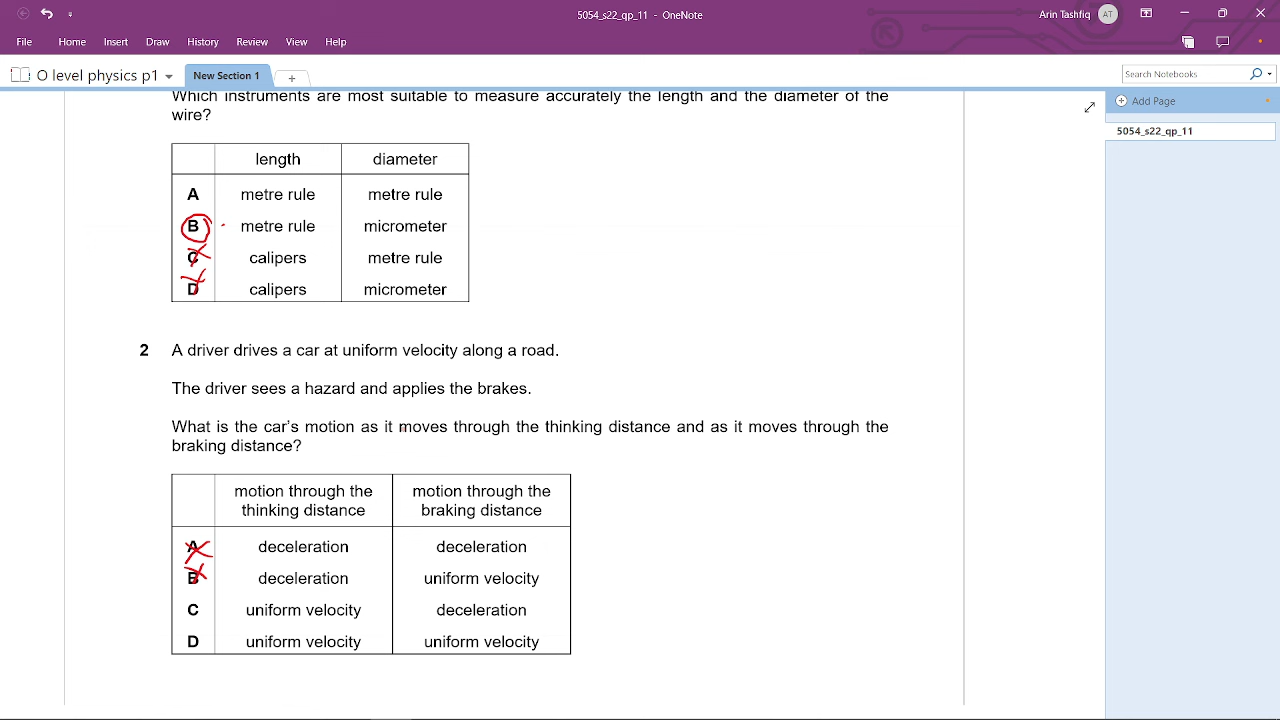 5054_s22_qp_11 - OneNote
Arin Tashfiq AT
File Home Insert Draw History Review View Help
O level physics p1 New Section 1 +
Search Notebooks
Add Page
5054_s22_qp_11
Which instruments are most suitable to measure accurately the length and the diameter of the
wire?
length diameter
A metre rule metre rule
B metre rule micrometer
C calipers metre rule
D calipers micrometer
2 A driver drives a car at uniform velocity along a road.
The driver sees a hazard and applies the brakes.
What is the car's motion as it moves through the thinking distance and as it moves through the
braking distance?
motion through the motion through the
thinking distance braking distance
A deceleration deceleration
B deceleration uniform velocity
C uniform velocity deceleration
D uniform velocity uniform velocity